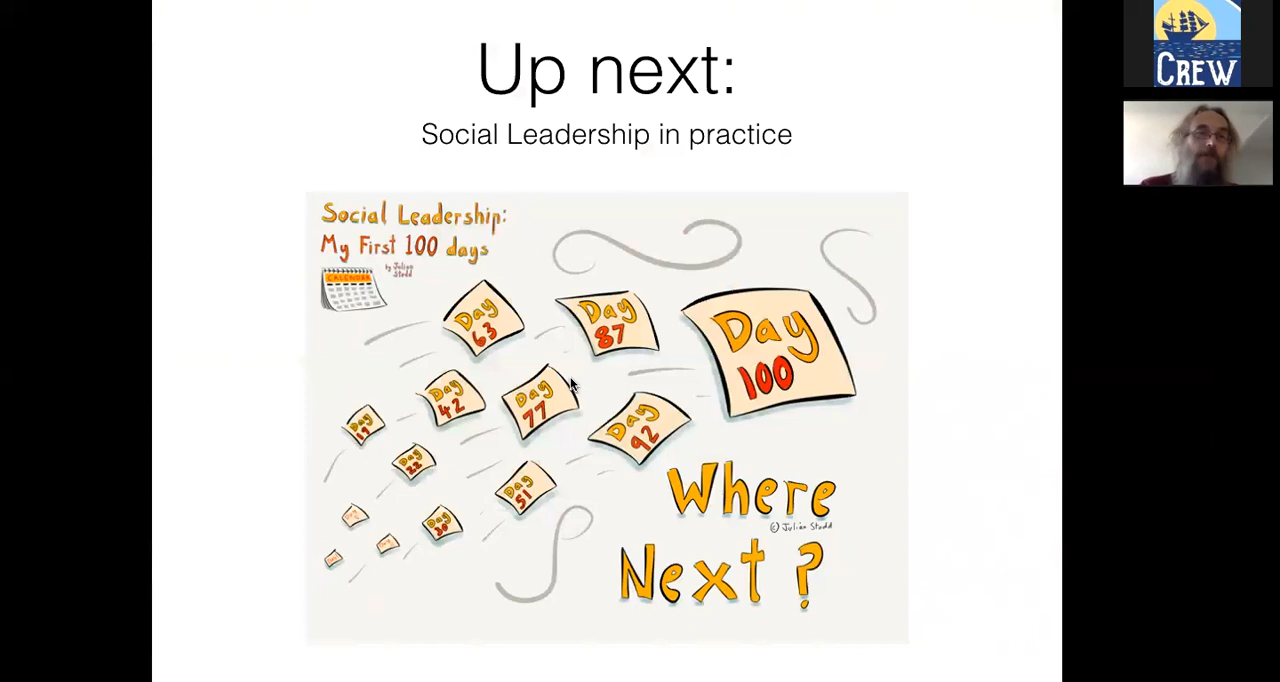 Up next:
Social Leadership in practice
Social Leadership:
My First 100 days
by Julian
Stodd
CALENDAR
Day
63
Day
87
Day
100
Day
42
Day
77
Day
92
Day
19
Day
22
Day
51
Day
30
Where
© Julian Stodd
Next ?
CREW